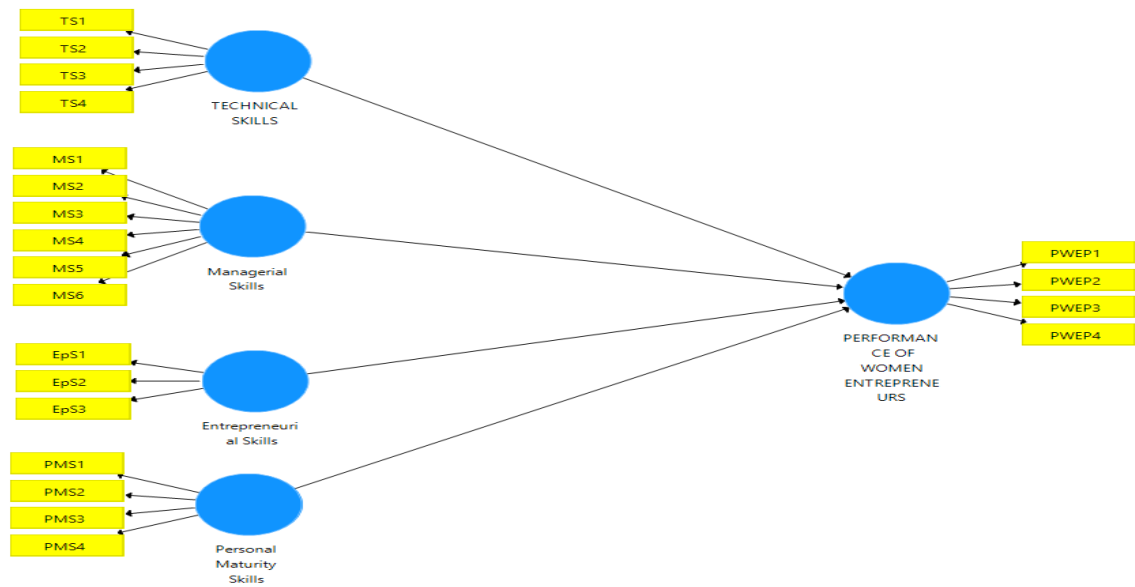 TS1
TS2
TS3
TS4
TECHNICAL
SKILLS
MS1
MS2
MS3
MS4
MS5
MS6
Managerial
Skills
EpS1
EpS2
EpS3
Entrepreneuri
al Skills
PMS1
PMS2
PMS3
PMS4
Personal
Maturity
Skills
PWEP1
PWEP2
PWEP3
PWEP4
PERFORMAN
CE OF
WOMEN
ENTREPRENE
URS